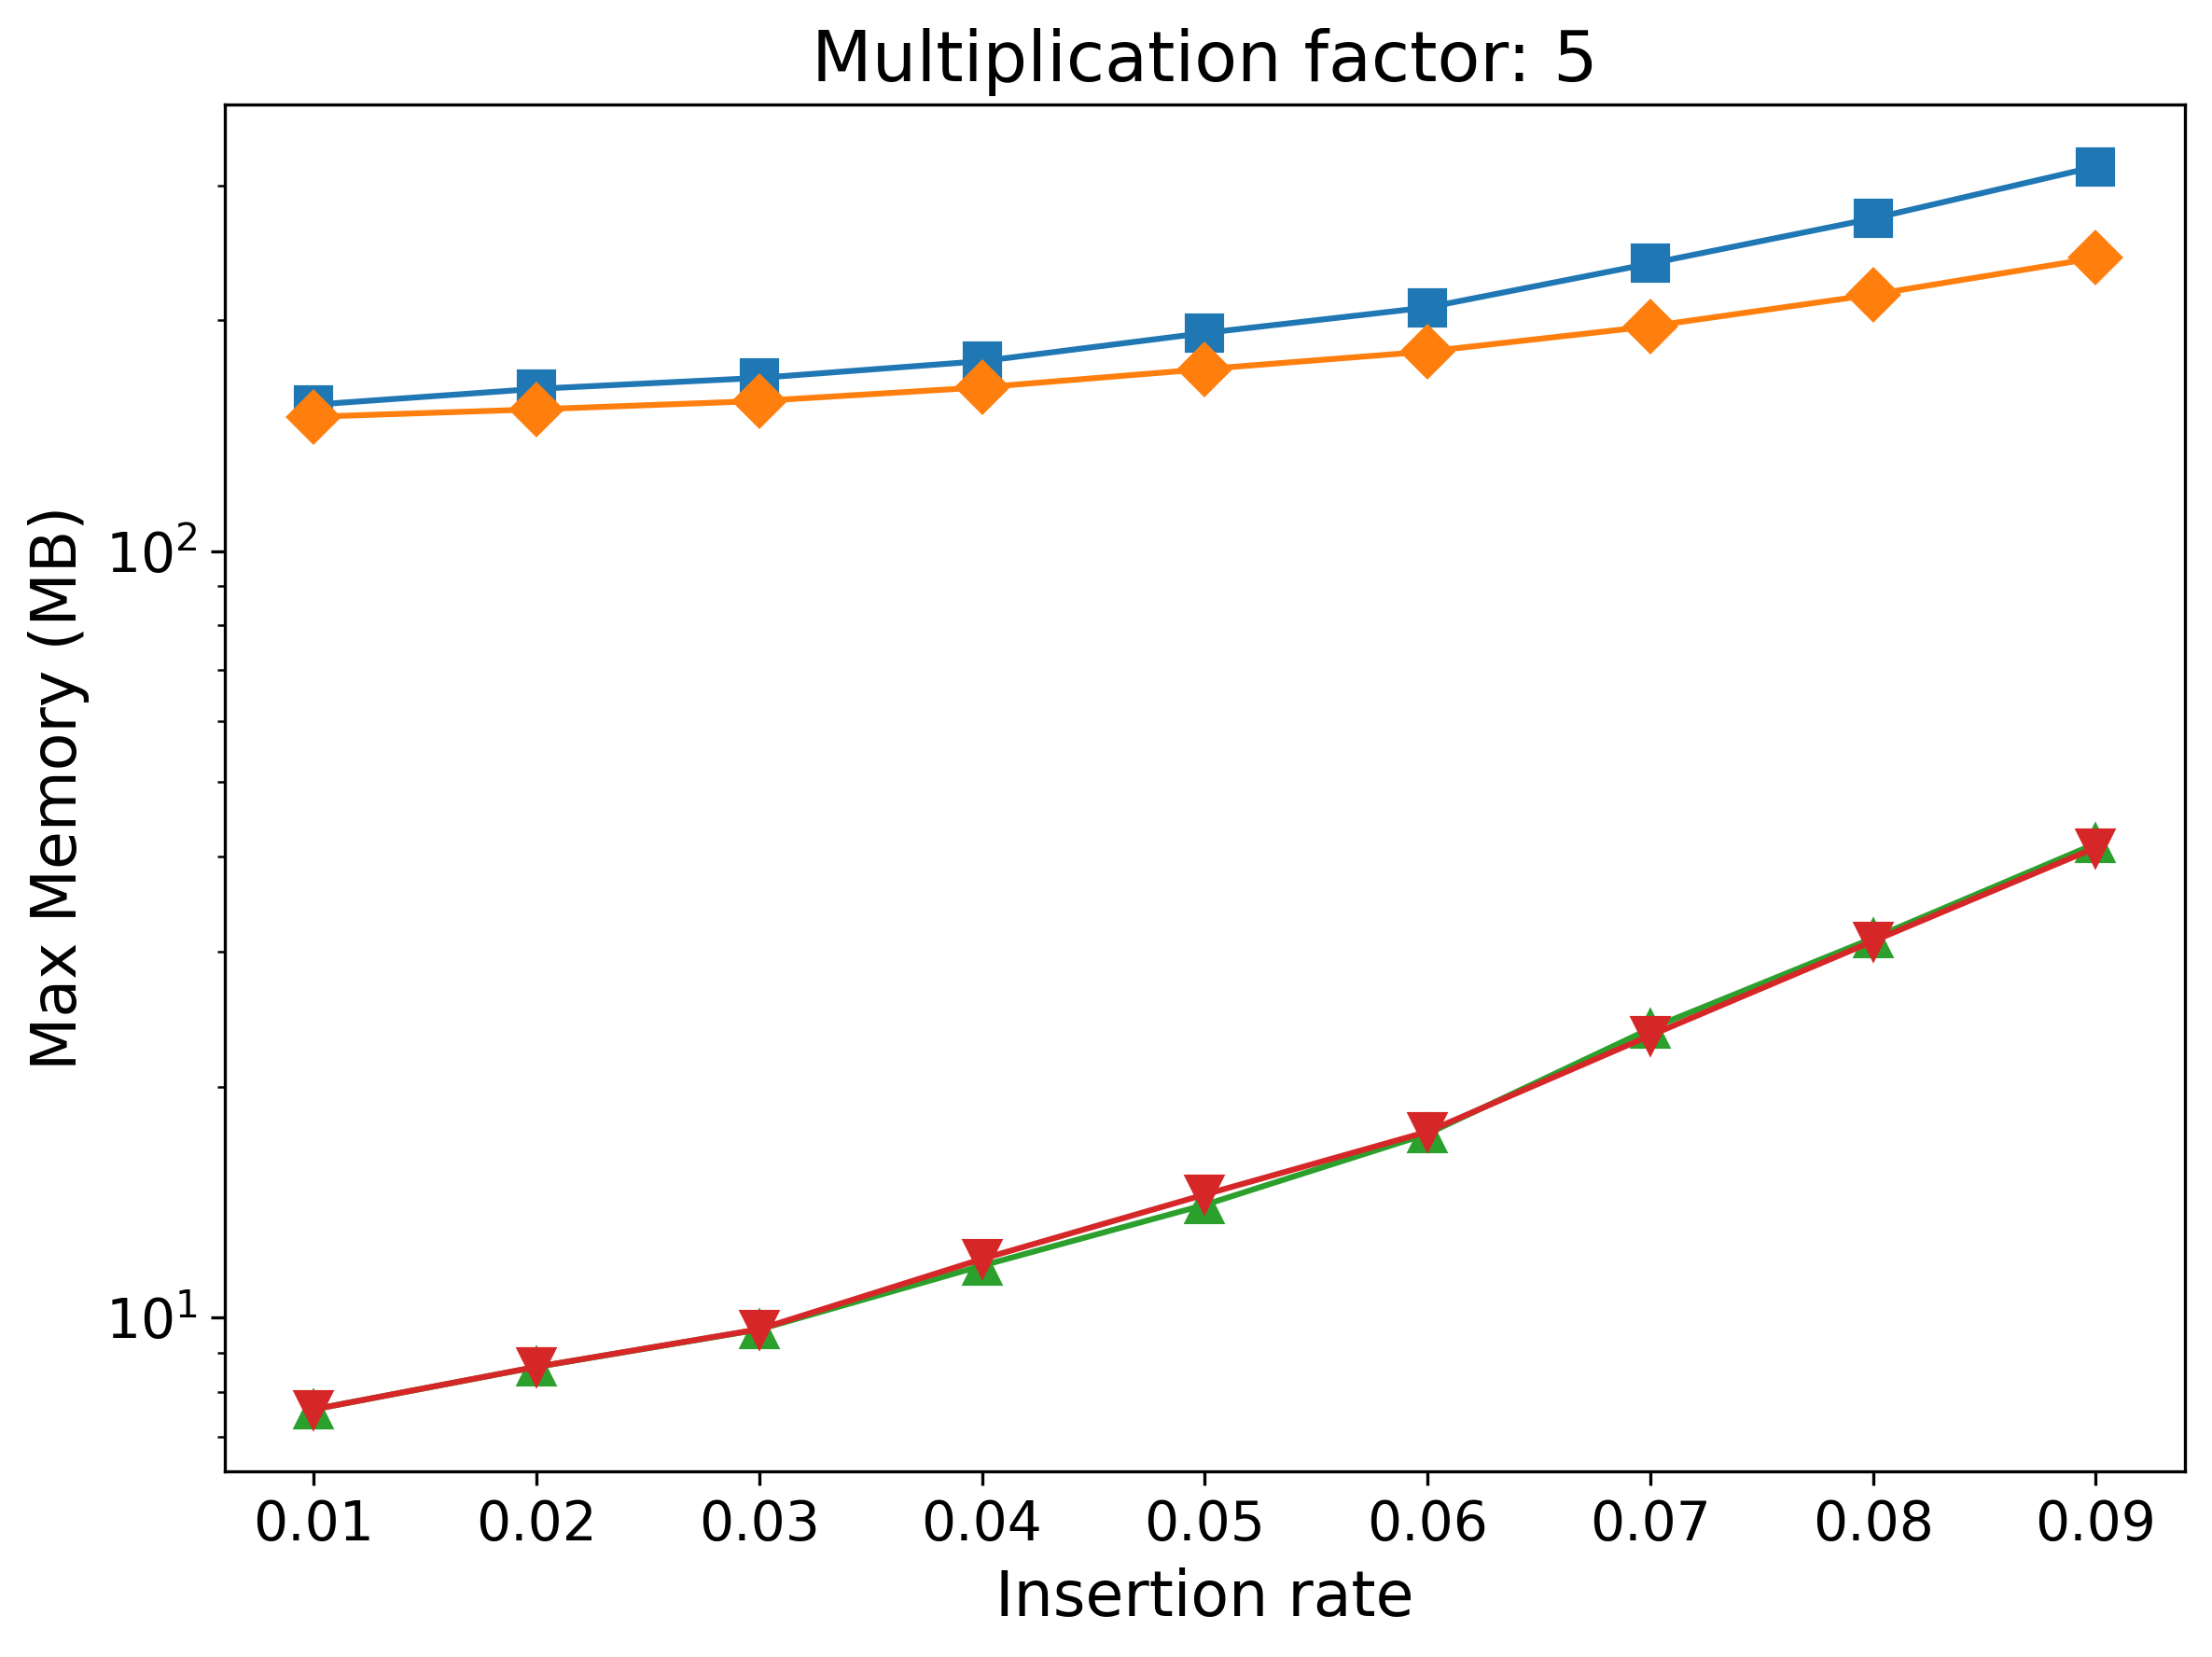 Multiplication factor: 5
Max Memory (MB)
10²
10¹
0.01 0.02 0.03 0.04 0.05 0.06 0.07 0.08 0.09
Insertion rate